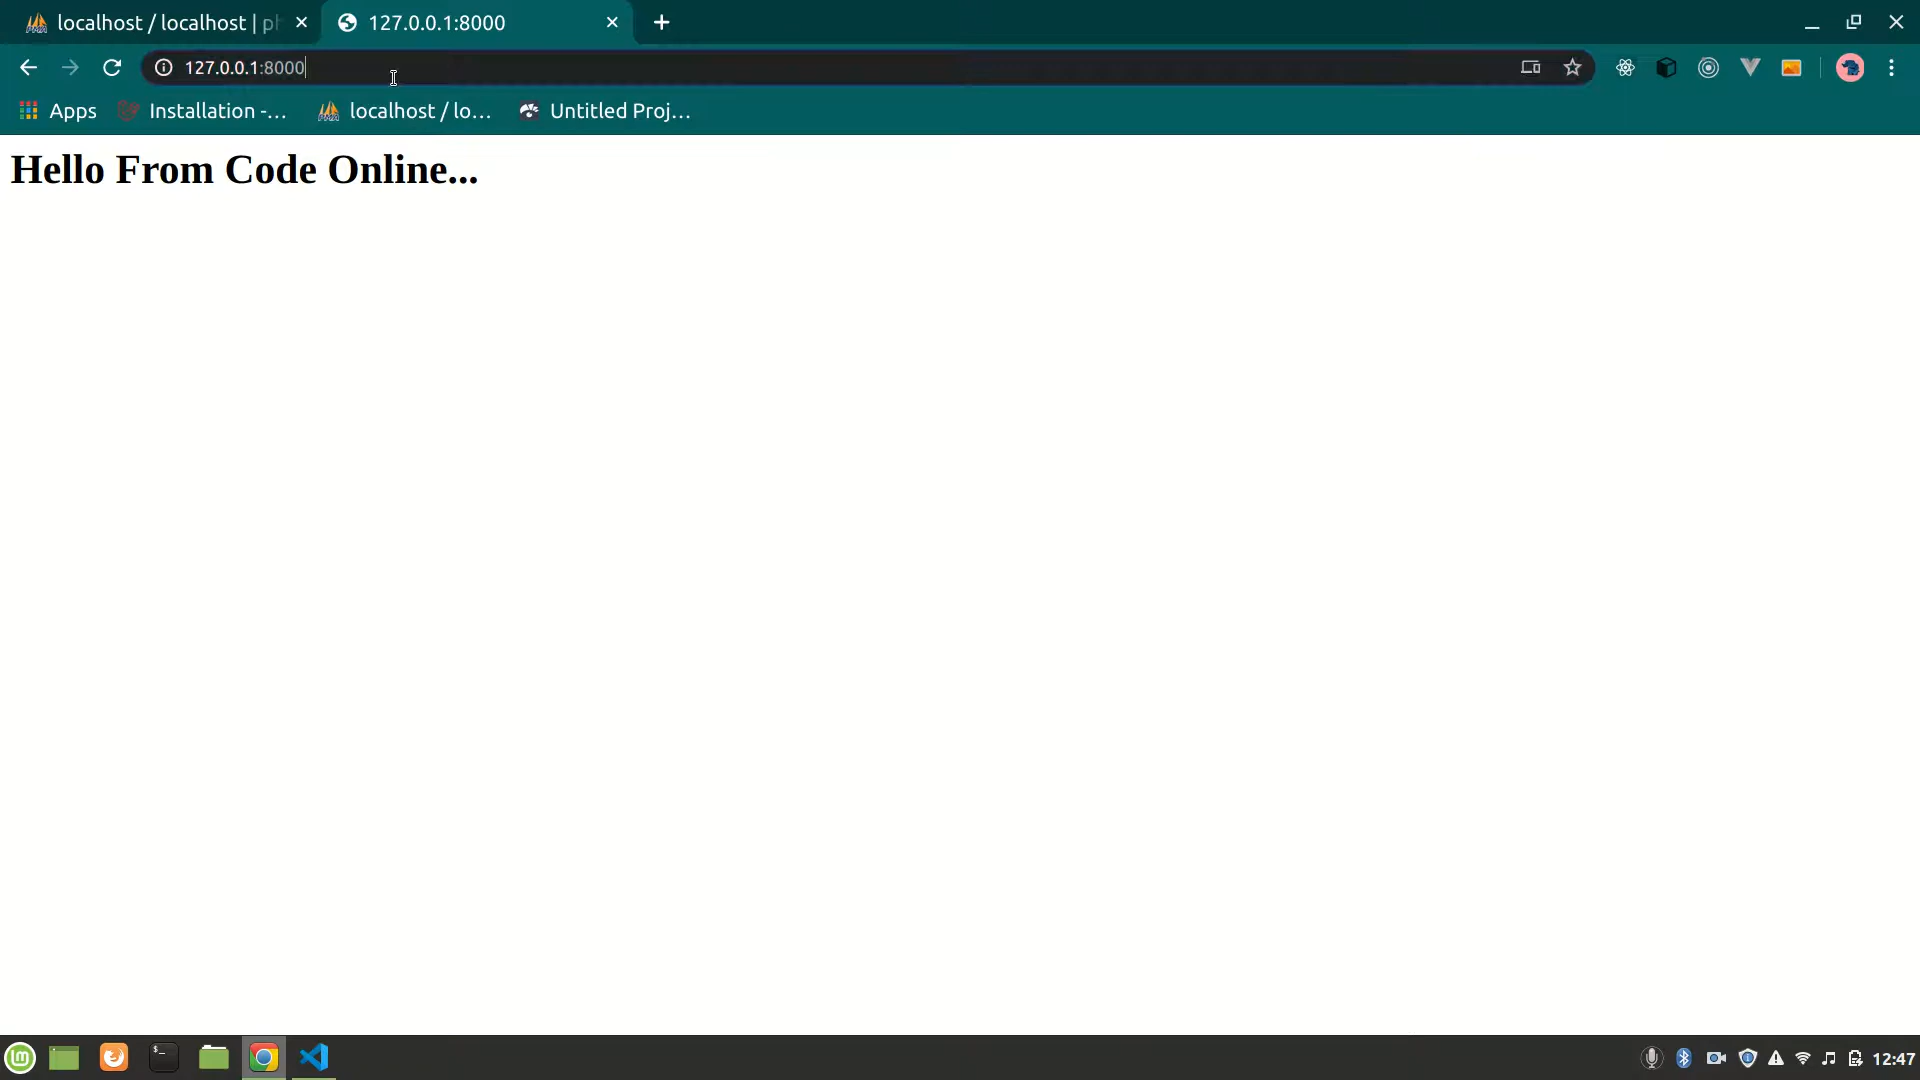 localhost / localhost | ph
127.0.0.1:8000
127.0.0.1:8000
Apps
Installation -...
localhost / lo...
Untitled Proj...
Hello From Code Online...
12:47